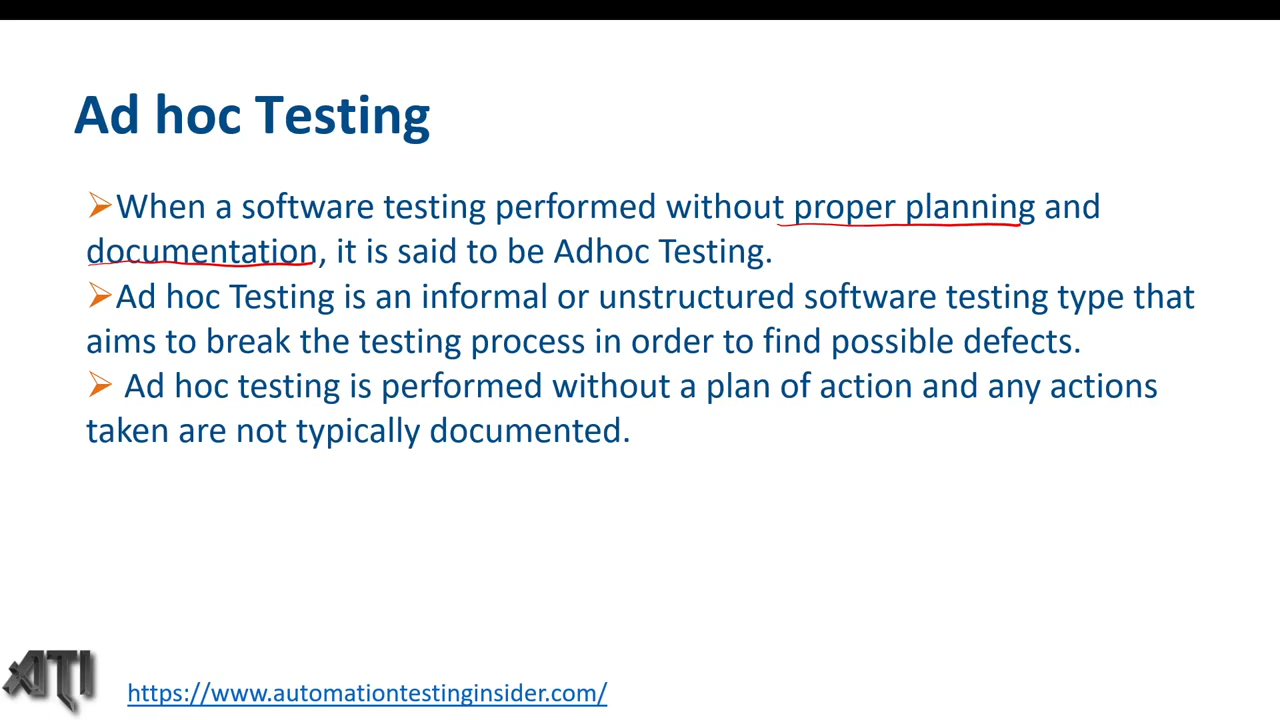 Ad hoc Testing
➢When a software testing performed without proper planning and
documentation, it is said to be Adhoc Testing.
➢Ad hoc Testing is an informal or unstructured software testing type that
aims to break the testing process in order to find possible defects.
➢ Ad hoc testing is performed without a plan of action and any actions
taken are not typically documented.
ATI
https://www.automationtestinginsider.com/